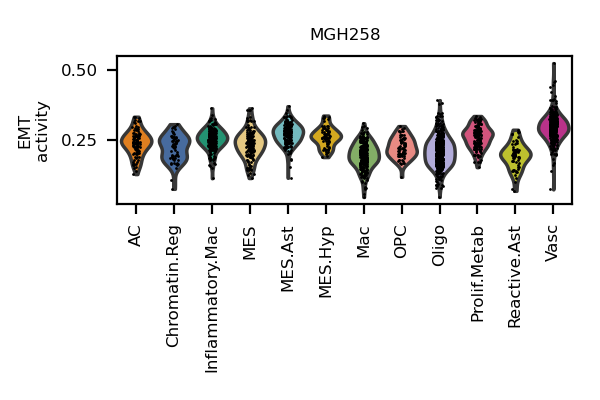 MGH258
EMT
activity
0.50
0.25
AC
Chromatin.Reg
Inflammatory.Mac
MES
MES.Ast
MES.Hyp
Mac
OPC
Oligo
Prolif.Metab
Reactive.Ast
Vasc